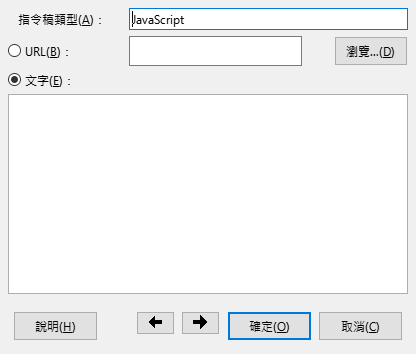 指令稿類型(A)： JavaScript
URL(B)： 瀏覽...(D)
文字(E)：
說明(H) 確定(O) 取消(C)